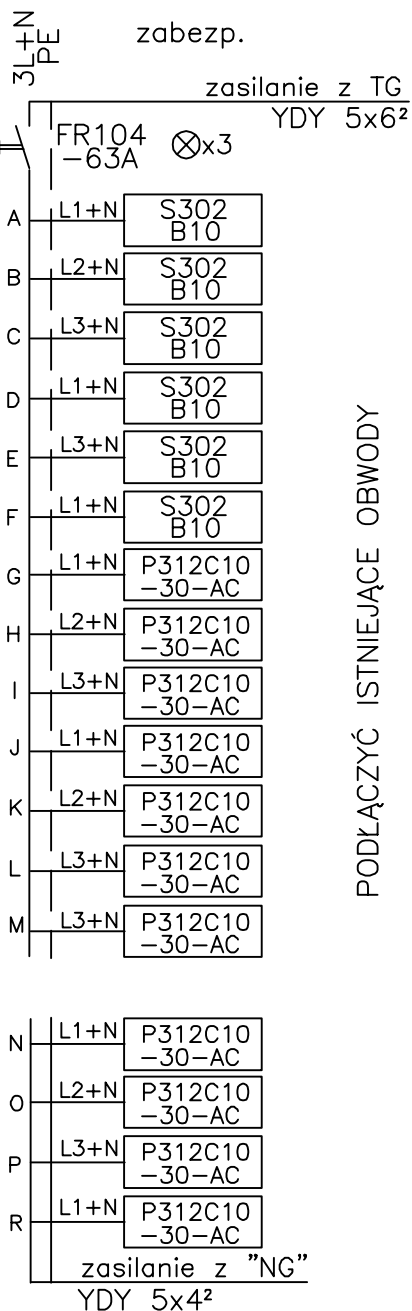 3L+N
PE
zabezp.
zasilanie z TG
YDY 5x6²
FR104
-63A
x3
A L1+N S302
B10
B L2+N S302
B10
C L3+N S302
B10
D L1+N S302
B10
E L3+N S302
B10
F L1+N S302
B10
G L1+N P312C10
-30-AC
H L2+N P312C10
-30-AC
I L3+N P312C10
-30-AC
J L1+N P312C10
-30-AC
K L2+N P312C10
-30-AC
L L3+N P312C10
-30-AC
M L3+N P312C10
-30-AC
PODŁĄCZYĆ ISTNIEJĄCE OBWODY
N L1+N P312C10
-30-AC
O L2+N P312C10
-30-AC
P L3+N P312C10
-30-AC
R L1+N P312C10
-30-AC
zasilanie z "NG"
YDY 5x4²